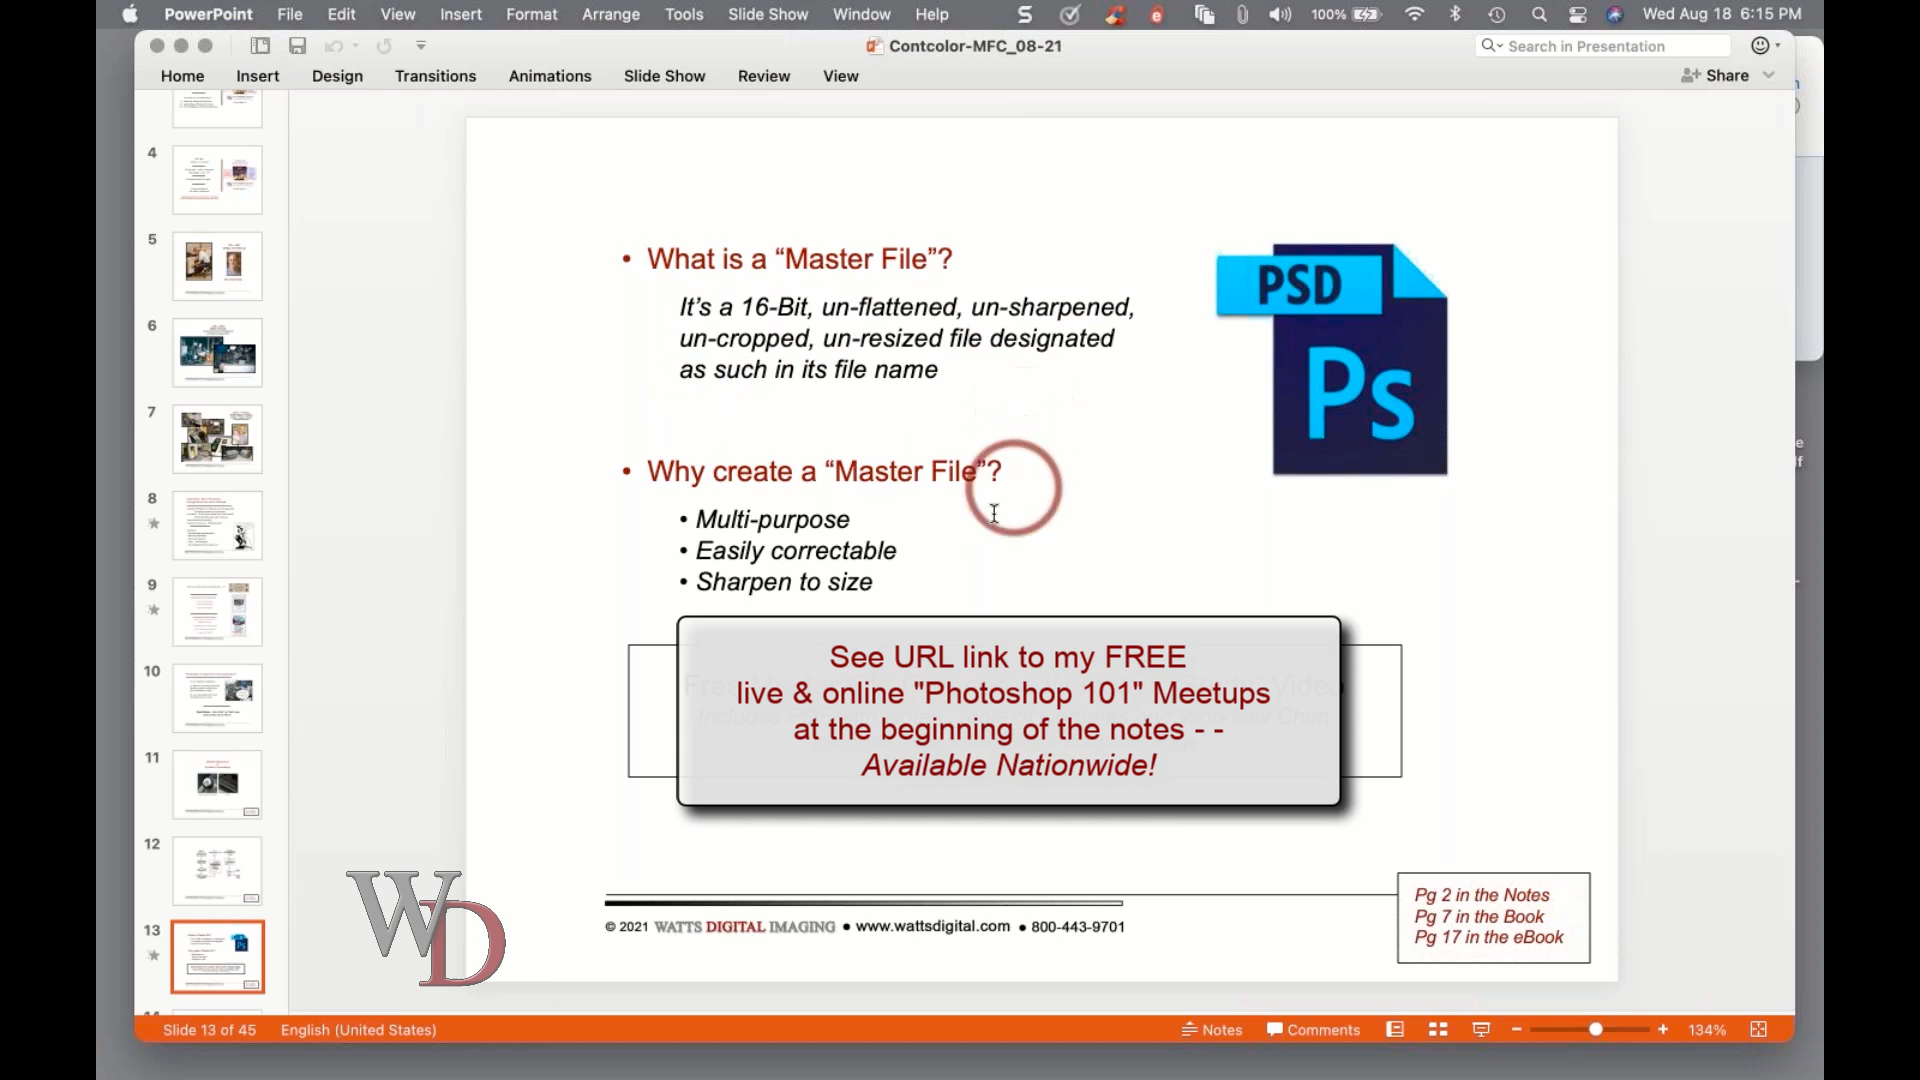 PowerPoint File Edit View Insert Format Arrange Tools Slide Show Window Help 100% Wed Aug 18 6:15 PM
Contcolor-MFC_08-21
Search in Presentation
Home Insert Design Transitions Animations Slide Show Review View Share
4
5
6
7
8
9
10
11
12
13
• What is a “Master File”?
It’s a 16-Bit, un-flattened, un-sharpened,
un-cropped, un-resized file designated
as such in its file name
PSD
Ps
• Why create a “Master File”?
• Multi-purpose
• Easily correctable
• Sharpen to size
See URL link to my FREE
live & online "Photoshop 101" Meetups
at the beginning of the notes - -
Available Nationwide!
WD
© 2021 WATTS DIGITAL IMAGING • www.wattsdigital.com • 800-443-9701
Pg 2 in the Notes
Pg 7 in the Book
Pg 17 in the eBook
Slide 13 of 45 English (United States) Notes Comments 134%